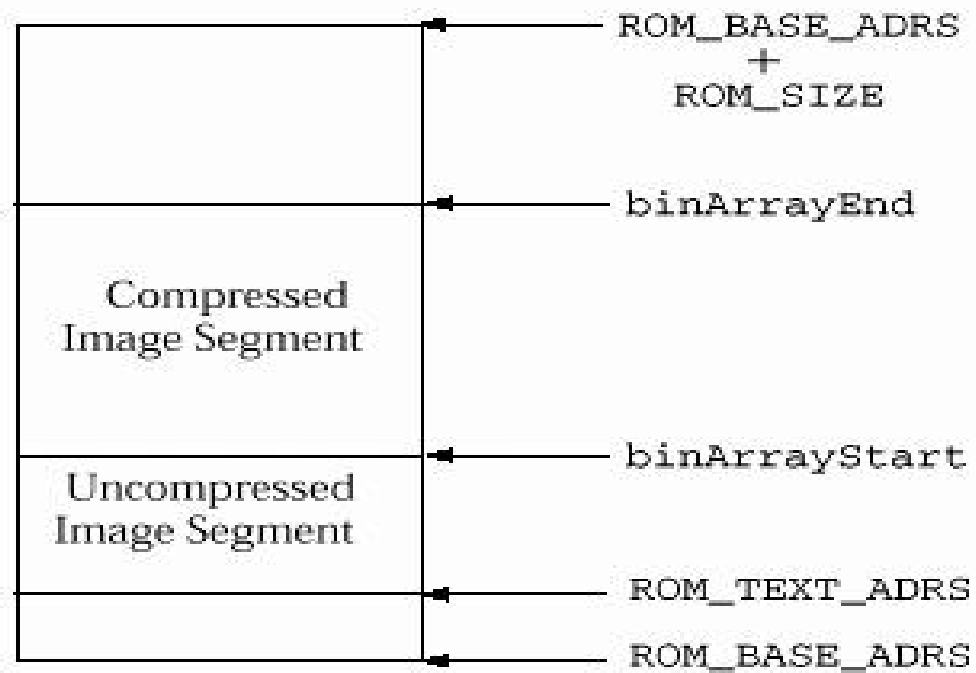 ROM_BASE_ADRS
+
ROM_SIZE
binArrayEnd
Compressed
Image Segment
binArrayStart
Uncompressed
Image Segment
ROM_TEXT_ADRS
ROM_BASE_ADRS